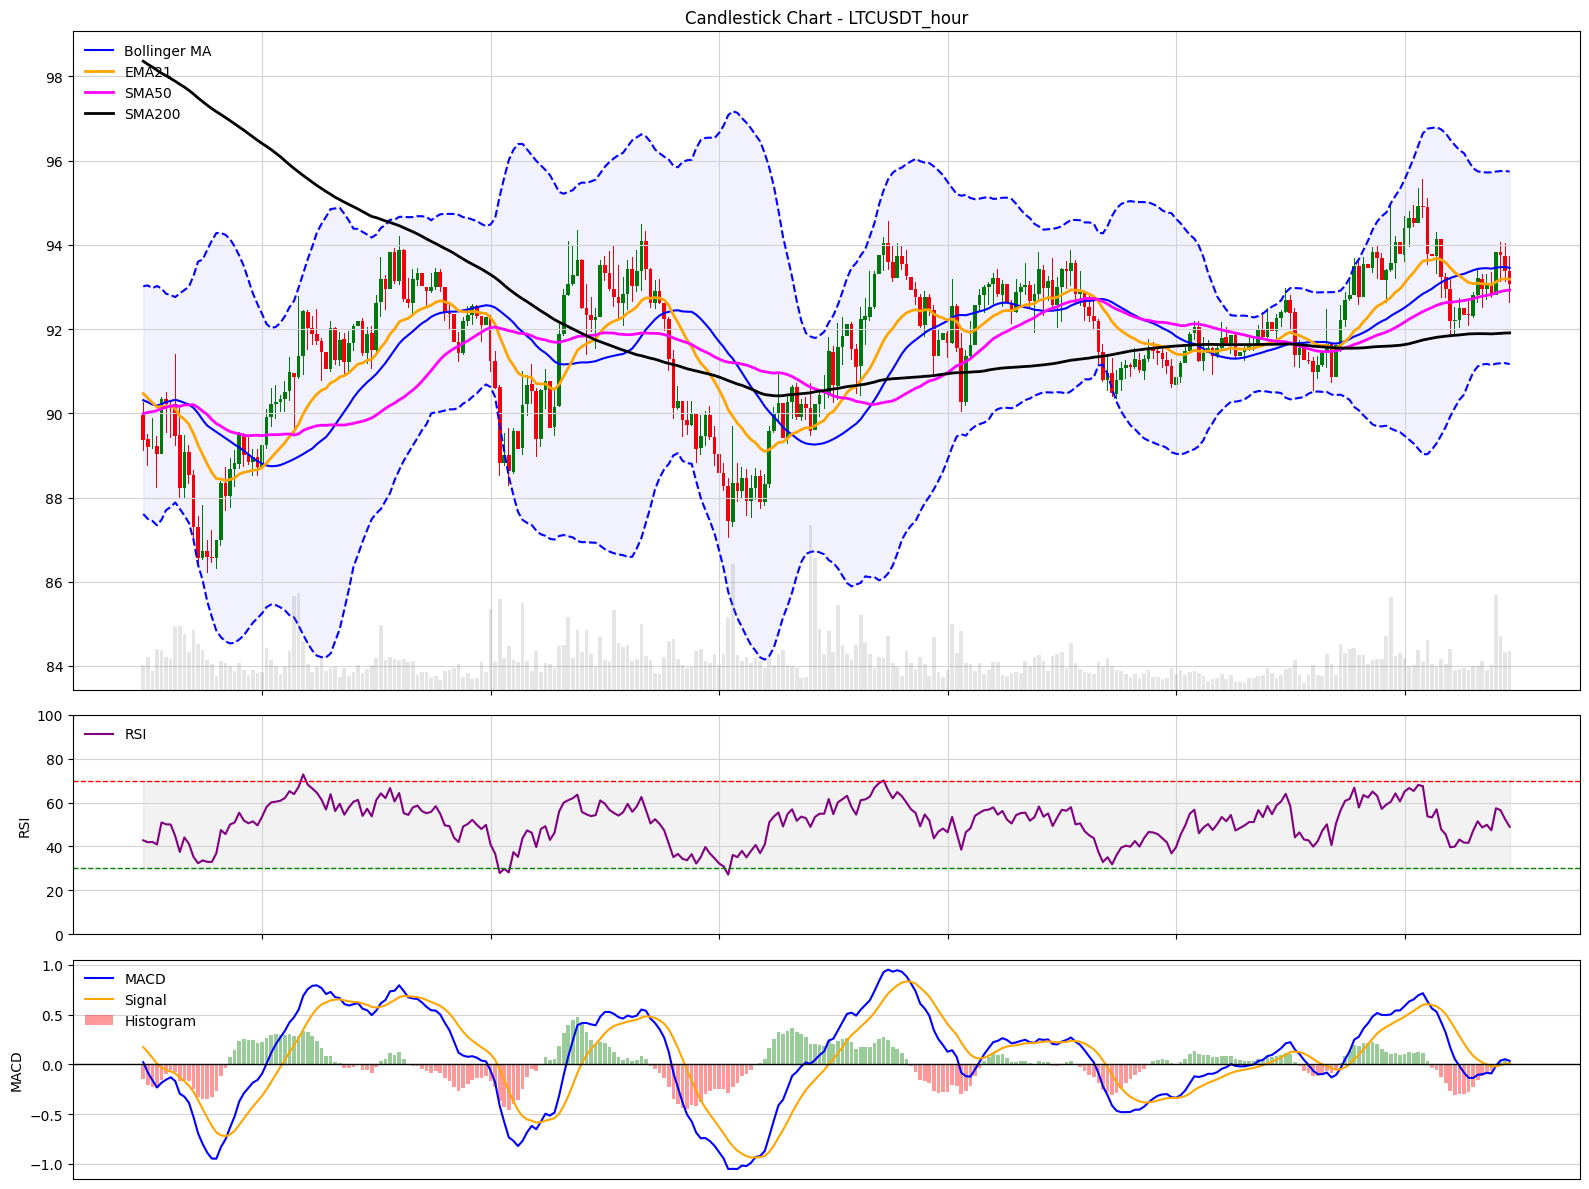 Candlestick Chart - LTCUSDT_hour
Bollinger MA
EMA21
SMA50
SMA200
98
96
94
92
90
88
86
84
RSI
100
80
60
40
20
0
RSI
MACD
Signal
Histogram
1.0
0.5
0.0
−0.5
−1.0
MACD